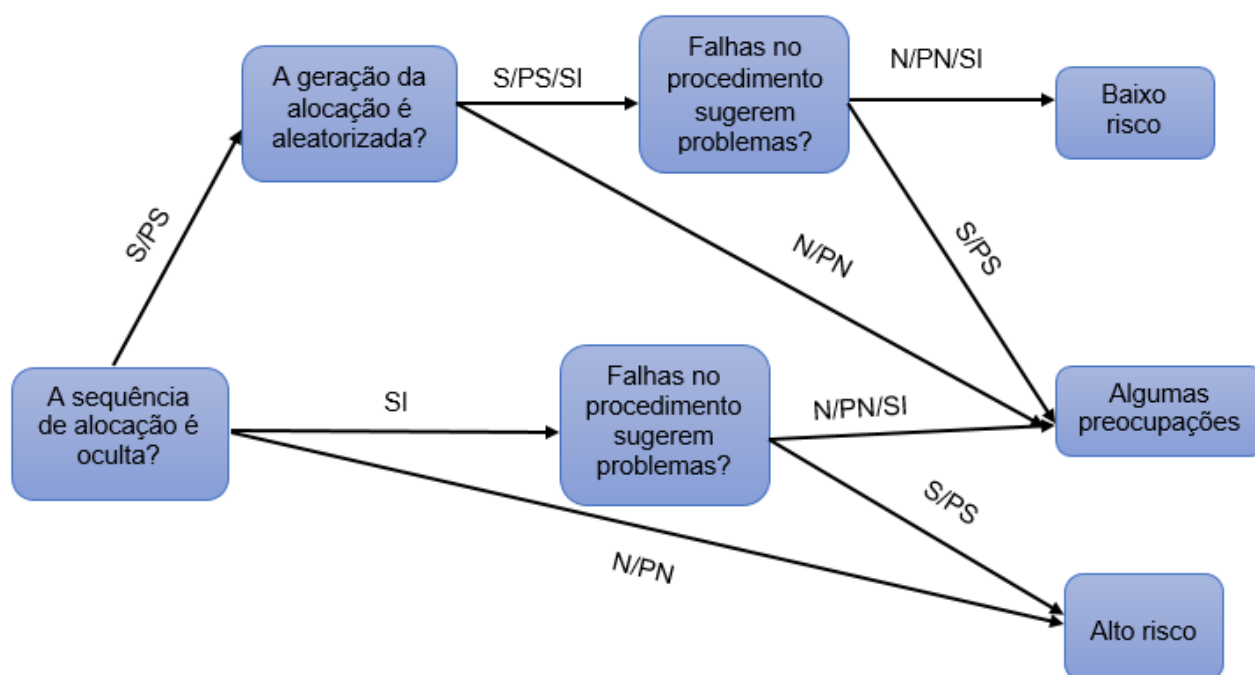 A geração da
alocação é
aleatorizada?
S/PS/SI
Falhas no
procedimento
sugerem
problemas?
N/PN/SI
Baixo
risco
S/PS
N/PN
S/PS
A sequência
de alocação é
oculta?
SI
Falhas no
procedimento
sugerem
problemas?
N/PN/SI
Algumas
preocupações
S/PS
N/PN
Alto risco